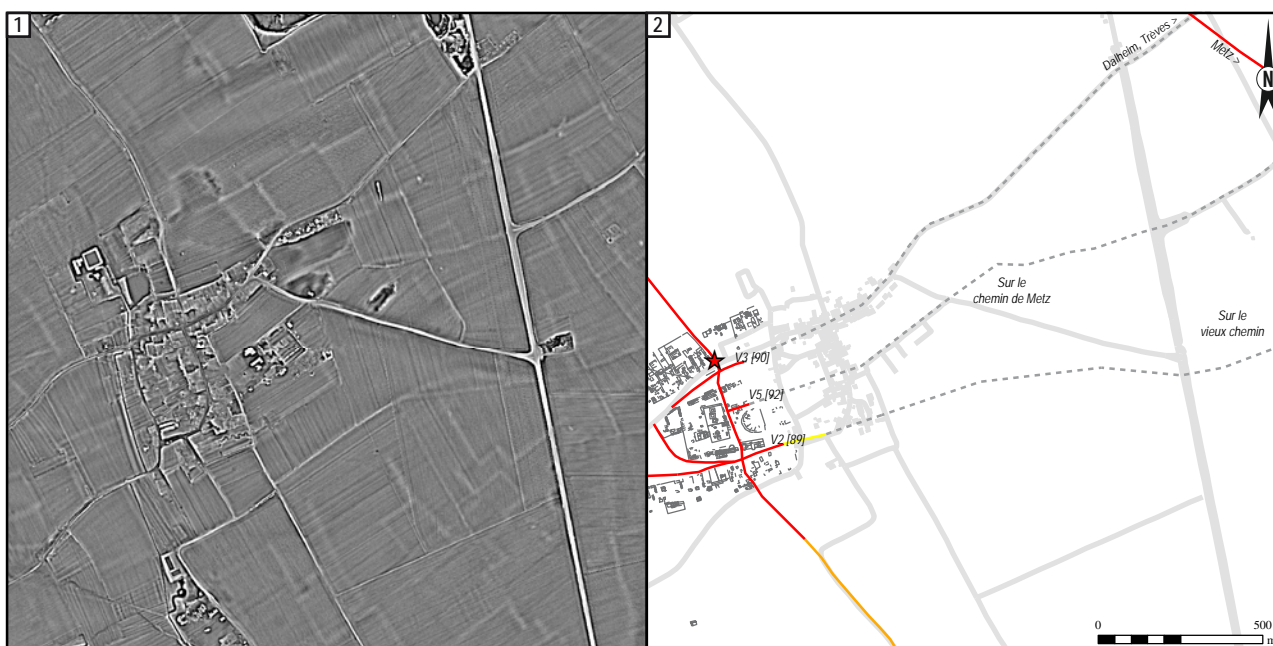 1
2
Dalheim, Trèves >
Metz >
N
Sur le
chemin de Metz
Sur le
vieux chemin
V3 [90]
V5 [92]
V2 [89]
0
500
m